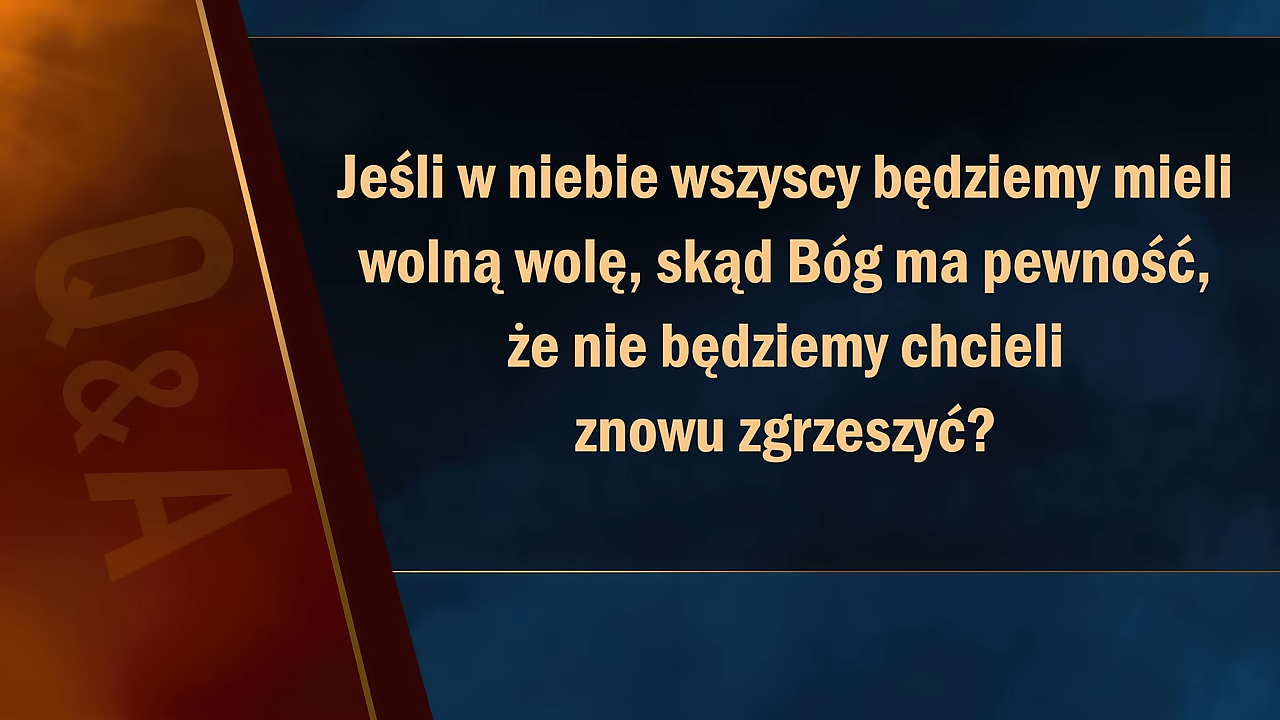 Jeśli w niebie wszyscy będziemy mieli
wolną wolę, skąd Bóg ma pewność,
że nie będziemy chcieli
znowu zgrzeszyć?
Q&A